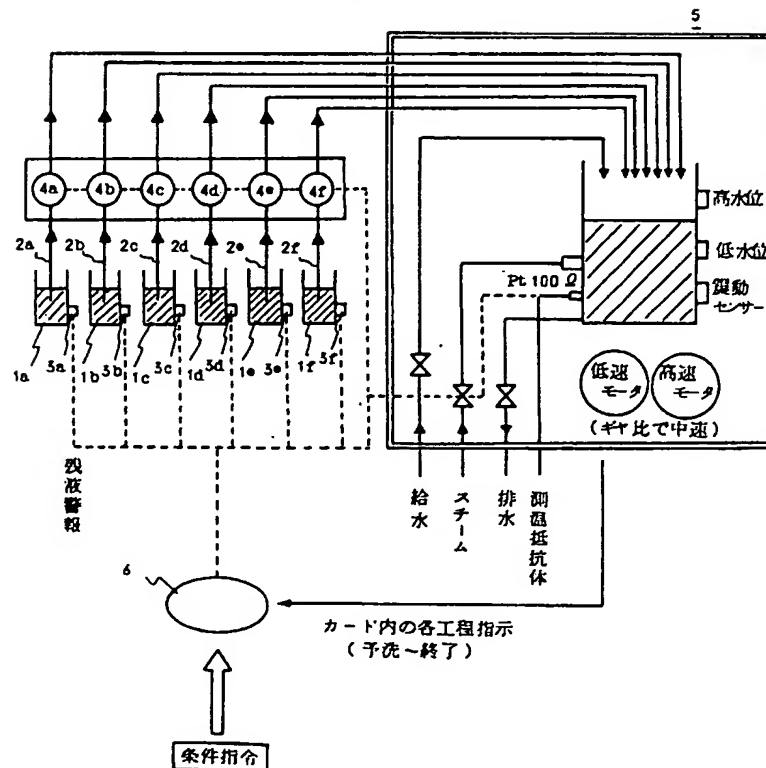 5
4a 4b 4c 4d 4e 4f
2a 2b 2c 2d 2e 2f
1a 3a 1b 3b 1c 3c 1d 3d 1e 3e 1f 3f
高水位
低水位
震動
センサー
Pt 100 Ω
低速
モータ
高速
モータ
(ギヤ比で中速)
残液警報
給水
スチーム
排水
測温抵抗体
6
カード内の各工程指示
(予洗~終了)
条件指令